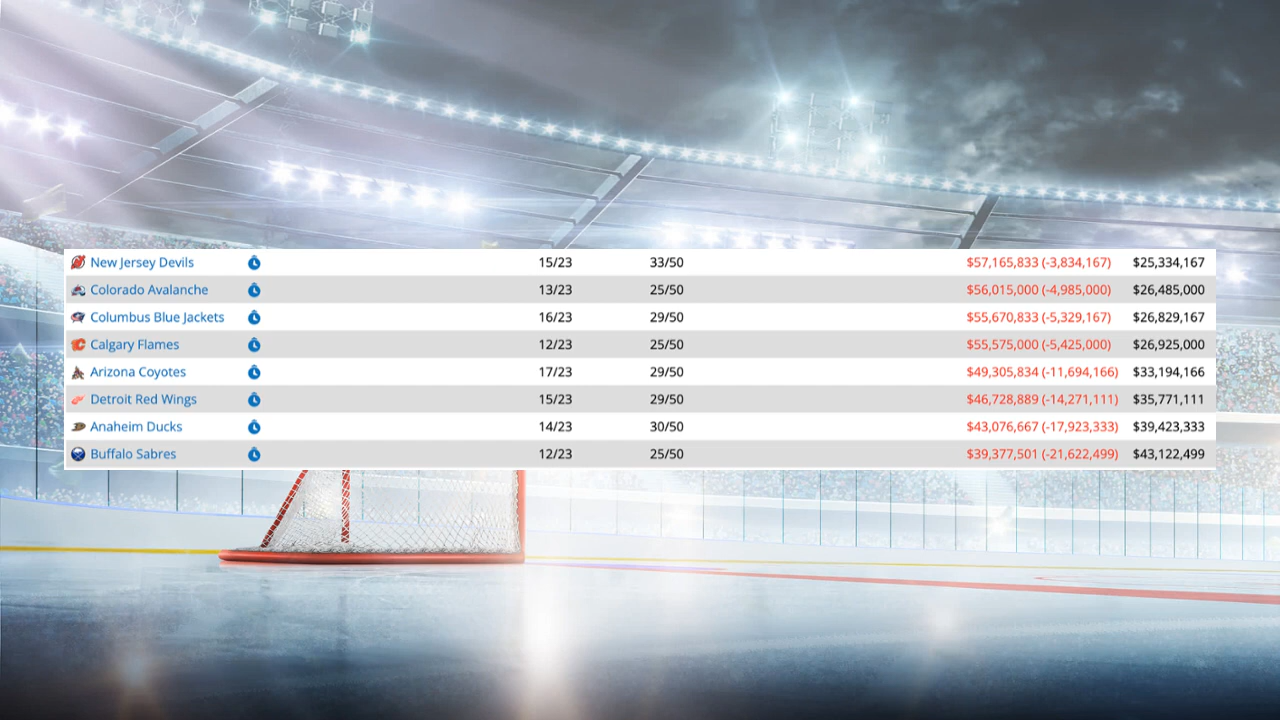 New Jersey Devils 15/23 33/50 $57,165,833 (-3,834,167) $25,334,167
Colorado Avalanche 13/23 25/50 $56,015,000 (-4,985,000) $26,485,000
Columbus Blue Jackets 16/23 29/50 $55,670,833 (-5,329,167) $26,829,167
Calgary Flames 12/23 25/50 $55,575,000 (-5,425,000) $26,925,000
Arizona Coyotes 17/23 29/50 $49,305,834 (-11,694,166) $33,194,166
Detroit Red Wings 15/23 29/50 $46,728,889 (-14,271,111) $35,771,111
Anaheim Ducks 14/23 30/50 $43,076,667 (-17,923,333) $39,423,333
Buffalo Sabres 12/23 25/50 $39,377,501 (-21,622,499) $43,122,499